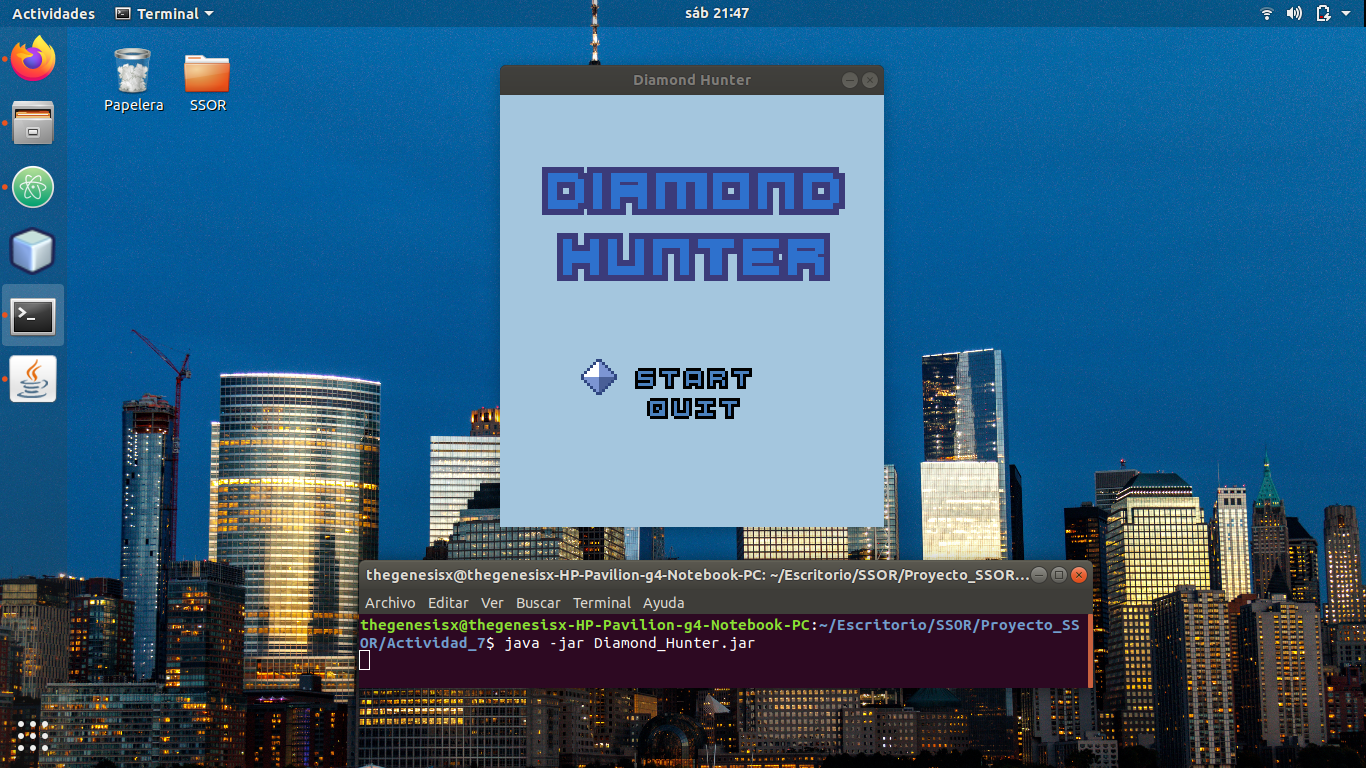 Actividades
Terminal
sáb 21:47
Papelera
SSOR
Diamond Hunter
DIAMOND
HUNTER
START
QUIT
thegenesisx@thegenesisx-HP-Pavilion-g4-Notebook-PC: ~/Escritorio/SSOR/Proyecto_SSOR...
Archivo Editar Ver Buscar Terminal Ayuda
thegenesisx@thegenesisx-HP-Pavilion-g4-Notebook-PC:~/Escritorio/SSOR/Proyecto_SS
OR/Actividad_7$ java -jar Diamond_Hunter.jar